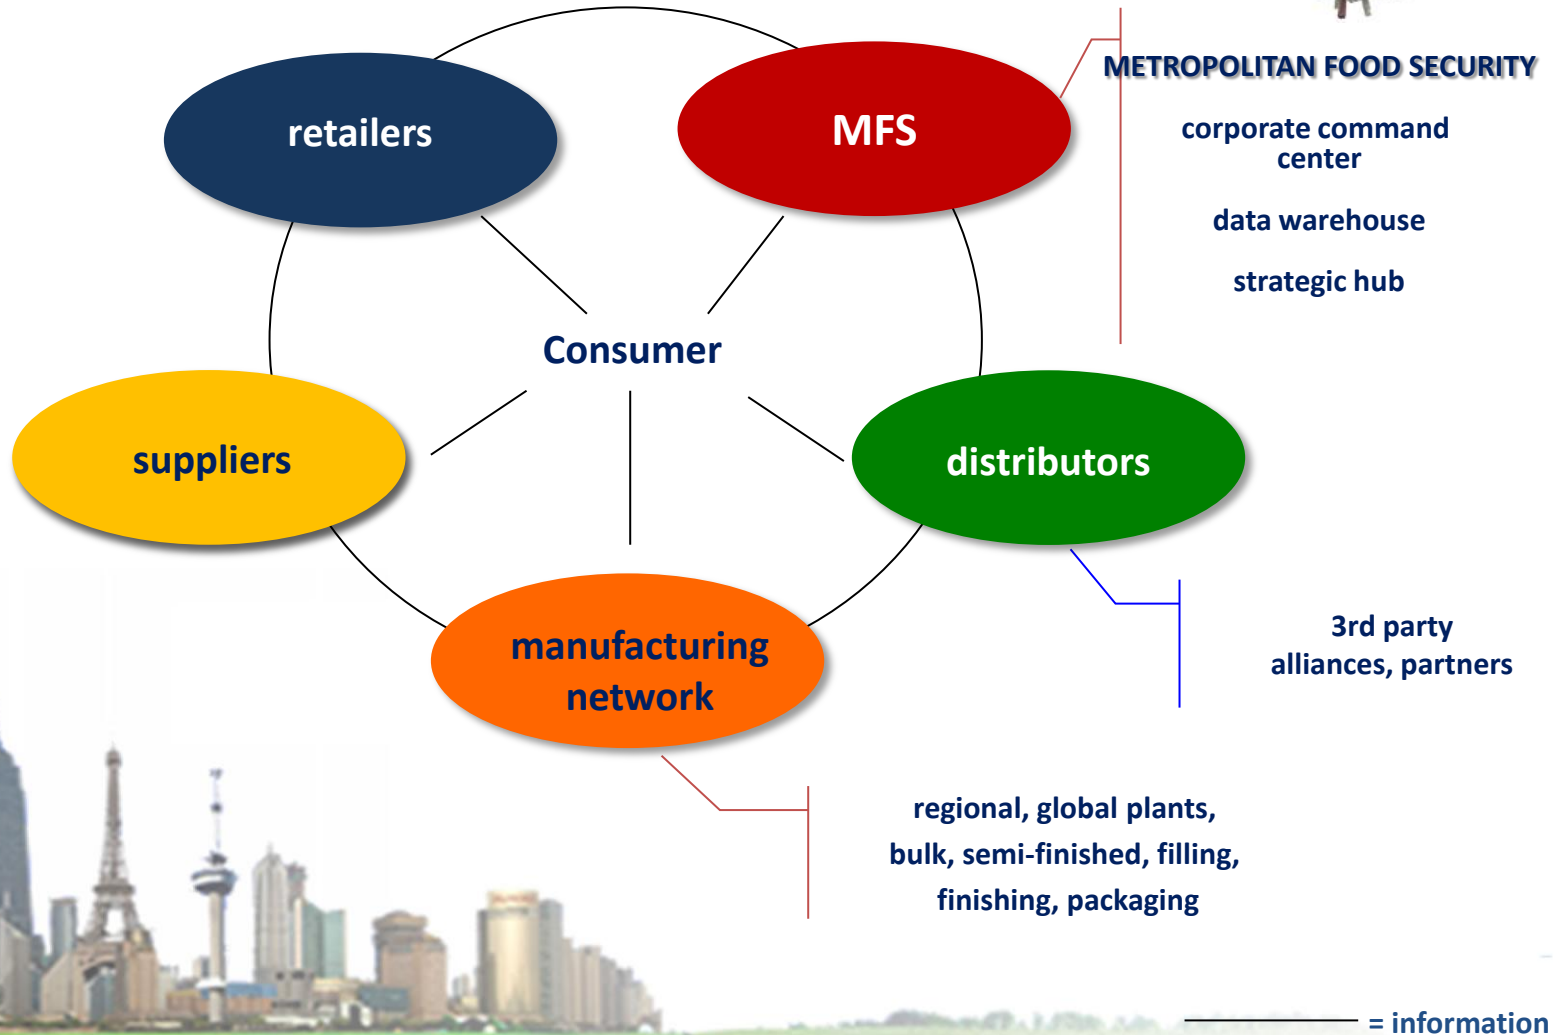 METROPOLITAN FOOD SECURITY
retailers
MFS
corporate command
center
data warehouse
strategic hub
Consumer
suppliers
distributors
manufacturing
network
3rd party
alliances, partners
regional, global plants,
bulk, semi-finished, filling,
finishing, packaging
= information